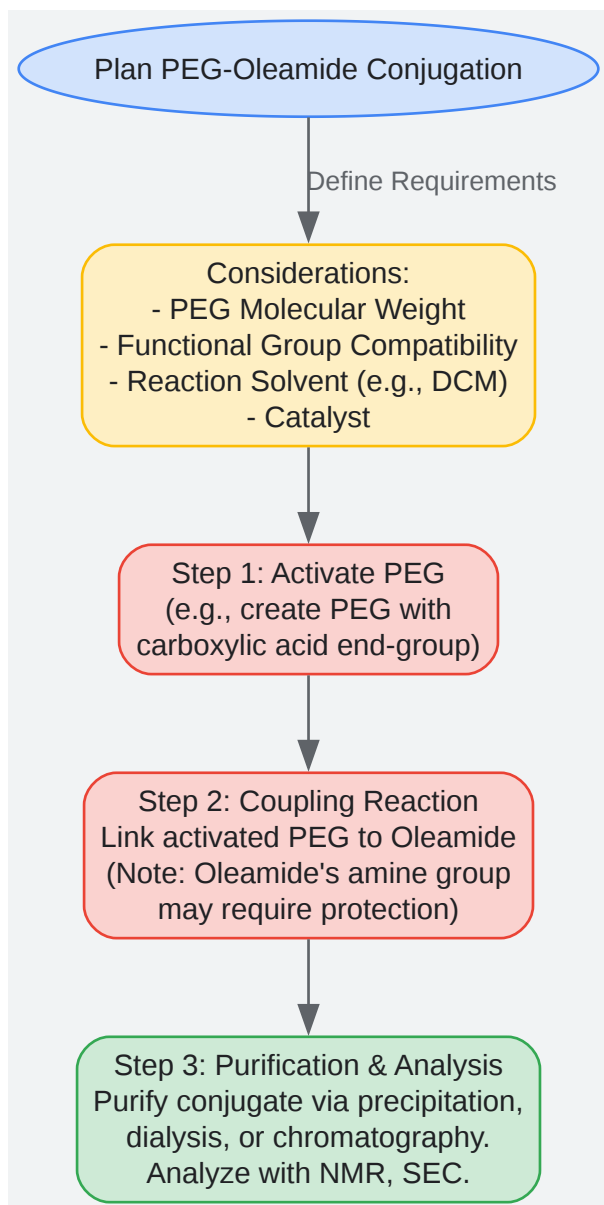 Plan PEG-Oleamide Conjugation
Define Requirements
Considerations:
- PEG Molecular Weight
- Functional Group Compatibility
- Reaction Solvent (e.g., DCM)
- Catalyst
Step 1: Activate PEG
(e.g., create PEG with
carboxylic acid end-group)
Step 2: Coupling Reaction
Link activated PEG to Oleamide
(Note: Oleamide's amine group
may require protection)
Step 3: Purification & Analysis
Purify conjugate via precipitation,
dialysis, or chromatography.
Analyze with NMR, SEC.